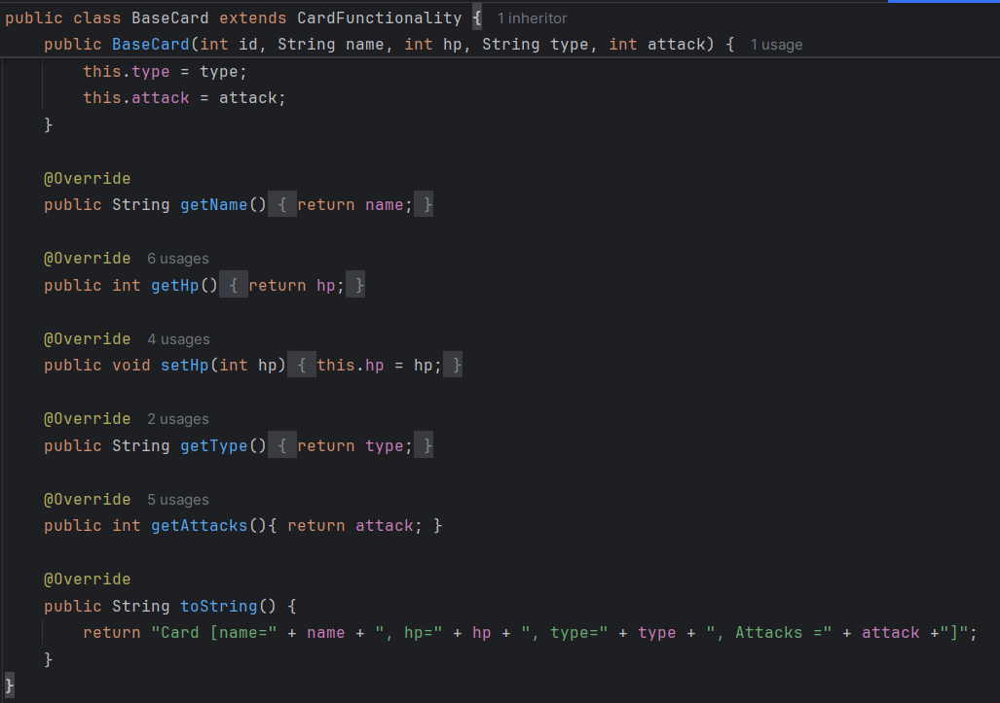 public class BaseCard extends CardFunctionality { 1 inheritor
    public BaseCard(int id, String name, int hp, String type, int attack) { 1 usage
        this.type = type;
        this.attack = attack;
    }
    @Override
    public String getName() { return name; }
    @Override 6 usages
    public int getHp() { return hp; }
    @Override 4 usages
    public void setHp(int hp) { this.hp = hp; }
    @Override 2 usages
    public String getType() { return type; }
    @Override 5 usages
    public int getAttacks(){ return attack; }
    @Override
    public String toString() {
        return "Card [name=" + name + ", hp=" + hp + ", type=" + type + ", Attacks =" + attack +"]";
    }
}